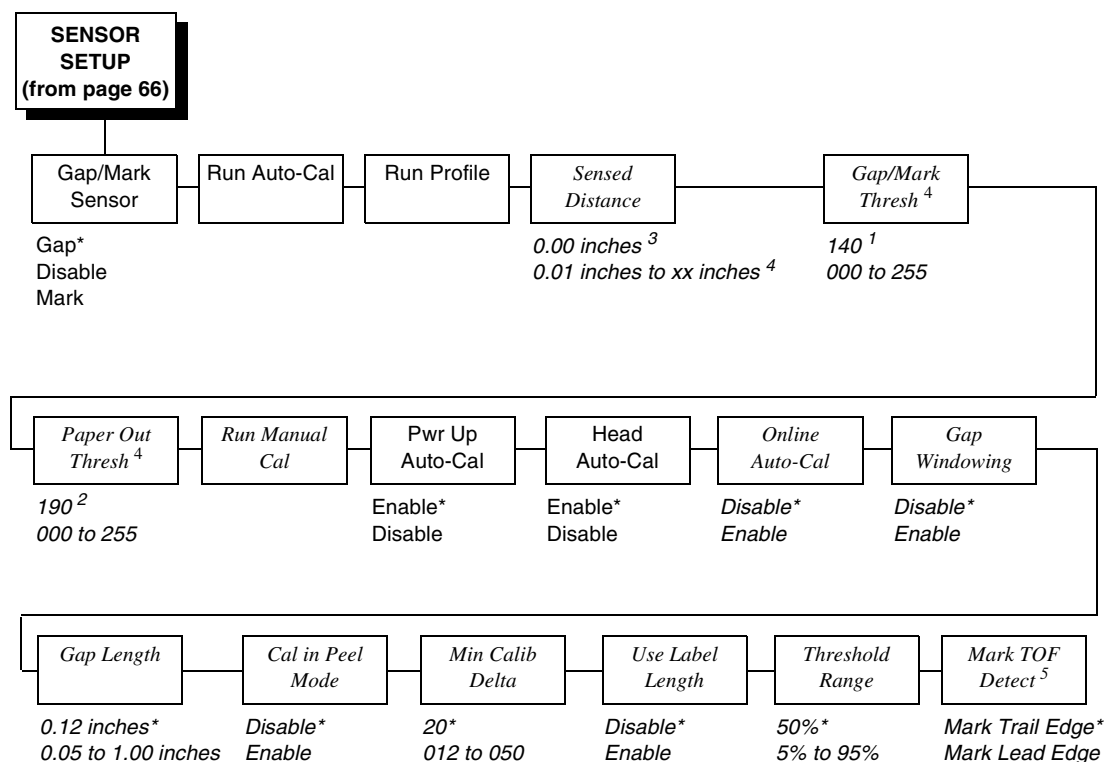 SENSOR
SETUP
(from page 66)
Gap/Mark
Sensor
Run Auto-Cal
Run Profile
Sensed
Distance
Gap/Mark
Thresh 4
Gap*
Disable
Mark
0.00 inches 3
0.01 inches to xx inches 4
140 1
000 to 255
Paper Out
Thresh 4
Run Manual
Cal
Pwr Up
Auto-Cal
Head
Auto-Cal
Online
Auto-Cal
Gap
Windowing
190 2
000 to 255
Enable*
Disable
Enable*
Disable
Disable*
Enable
Disable*
Enable
Gap Length
Cal in Peel
Mode
Min Calib
Delta
Use Label
Length
Threshold
Range
Mark TOF
Detect 5
0.12 inches*
0.05 to 1.00 inches
Disable*
Enable
20*
012 to 050
Disable*
Enable
50%*
5% to 95%
Mark Trail Edge*
Mark Lead Edge